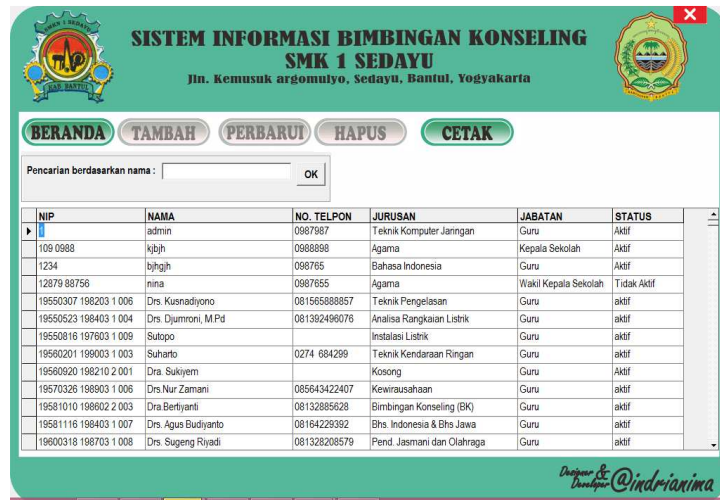 SMKN 1 SEDAYU
KAB. BANTUL
SISTEM INFORMASI BIMBINGAN KONSELING
SMK 1 SEDAYU
Jln. Kemusuk argomulyo, Sedayu, Bantul, Yogyakarta
BERANDA TAMBAH PERBARUI HAPUS CETAK
Pencarian berdasarkan nama : OK
NIP NAMA NO. TELPON JURUSAN JABATAN STATUS
1 admin 0987987 Teknik Komputer Jaringan Guru Aktif
109 0988 kjbjh 0988898 Agama Kepala Sekolah Aktif
1234 bjhgjh 098765 Bahasa Indonesia Guru Aktif
12879 88756 nina 0987655 Agama Wakil Kepala Sekolah Tidak Aktif
19550307 198203 1 006 Drs. Kusnadiyono 081565888857 Teknik Pengelasan Guru aktif
19550523 198403 1 004 Drs. Djumroni, M.Pd 081392496076 Analisa Rangkaian Listrik Guru aktif
19550816 197603 1 009 Sutopo Instalasi Listrik Guru aktif
19560201 199003 1 003 Suharto 0274 684299 Teknik Kendaraan Ringan Guru aktif
19560920 198210 2 001 Dra. Sukiyem Kosong Guru aktif
19570326 198903 1 006 Drs.Nur Zamani 085643422407 Kewirausahaan Guru aktif
19581010 198602 2 003 Dra.Bertiyanti 08132885628 Bimbingan Konseling (BK) Guru aktif
19581116 198403 1 007 Drs. Agus Budiyanto 08164229392 Bhs. Indonesia & Bhs Jawa Guru aktif
19600318 198703 1 008 Drs. Sugeng Riyadi 081328208579 Pend. Jasmani dan Olahraga Guru aktif
Designer & Developer @indrianima